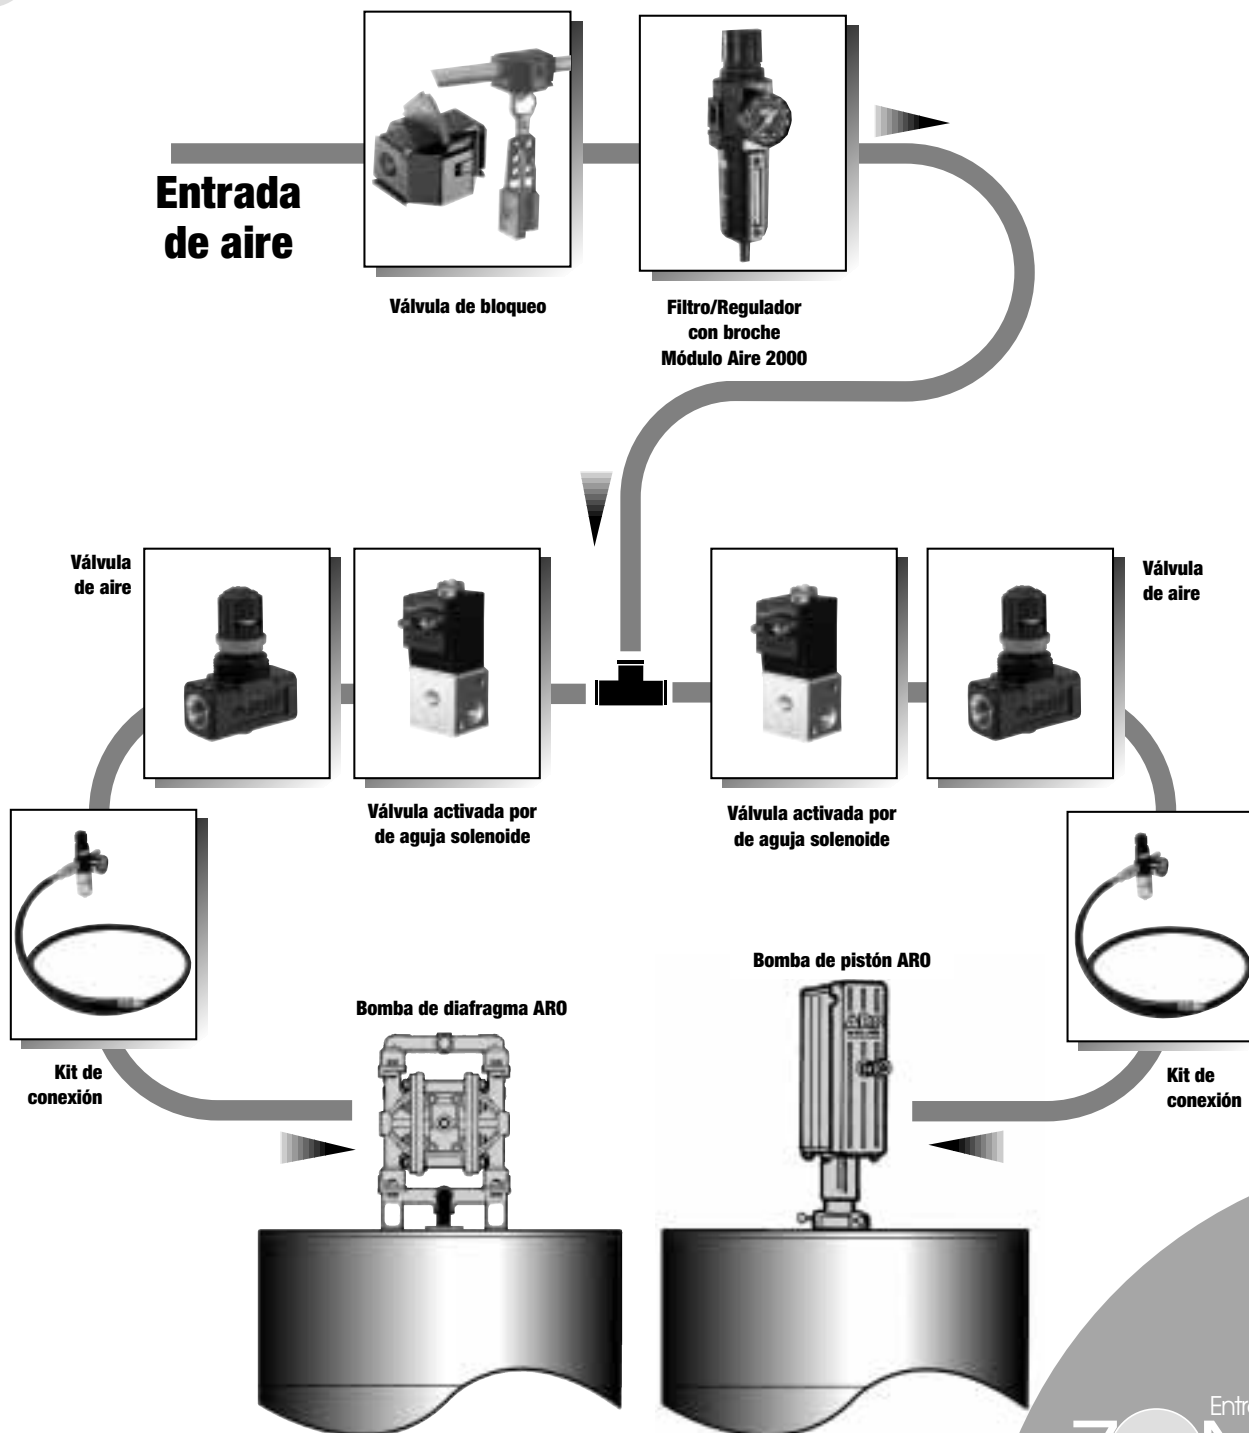 Entrada
de aire
Válvula de bloqueo
Filtro/Regulador
con broche
Módulo Aire 2000
Válvula
de aire
Válvula
de aire
Válvula activada por
de aguja solenoide
Válvula activada por
de aguja solenoide
Bomba de pistón ARO
Bomba de diafragma ARO
Kit de
conexión
Kit de
conexión